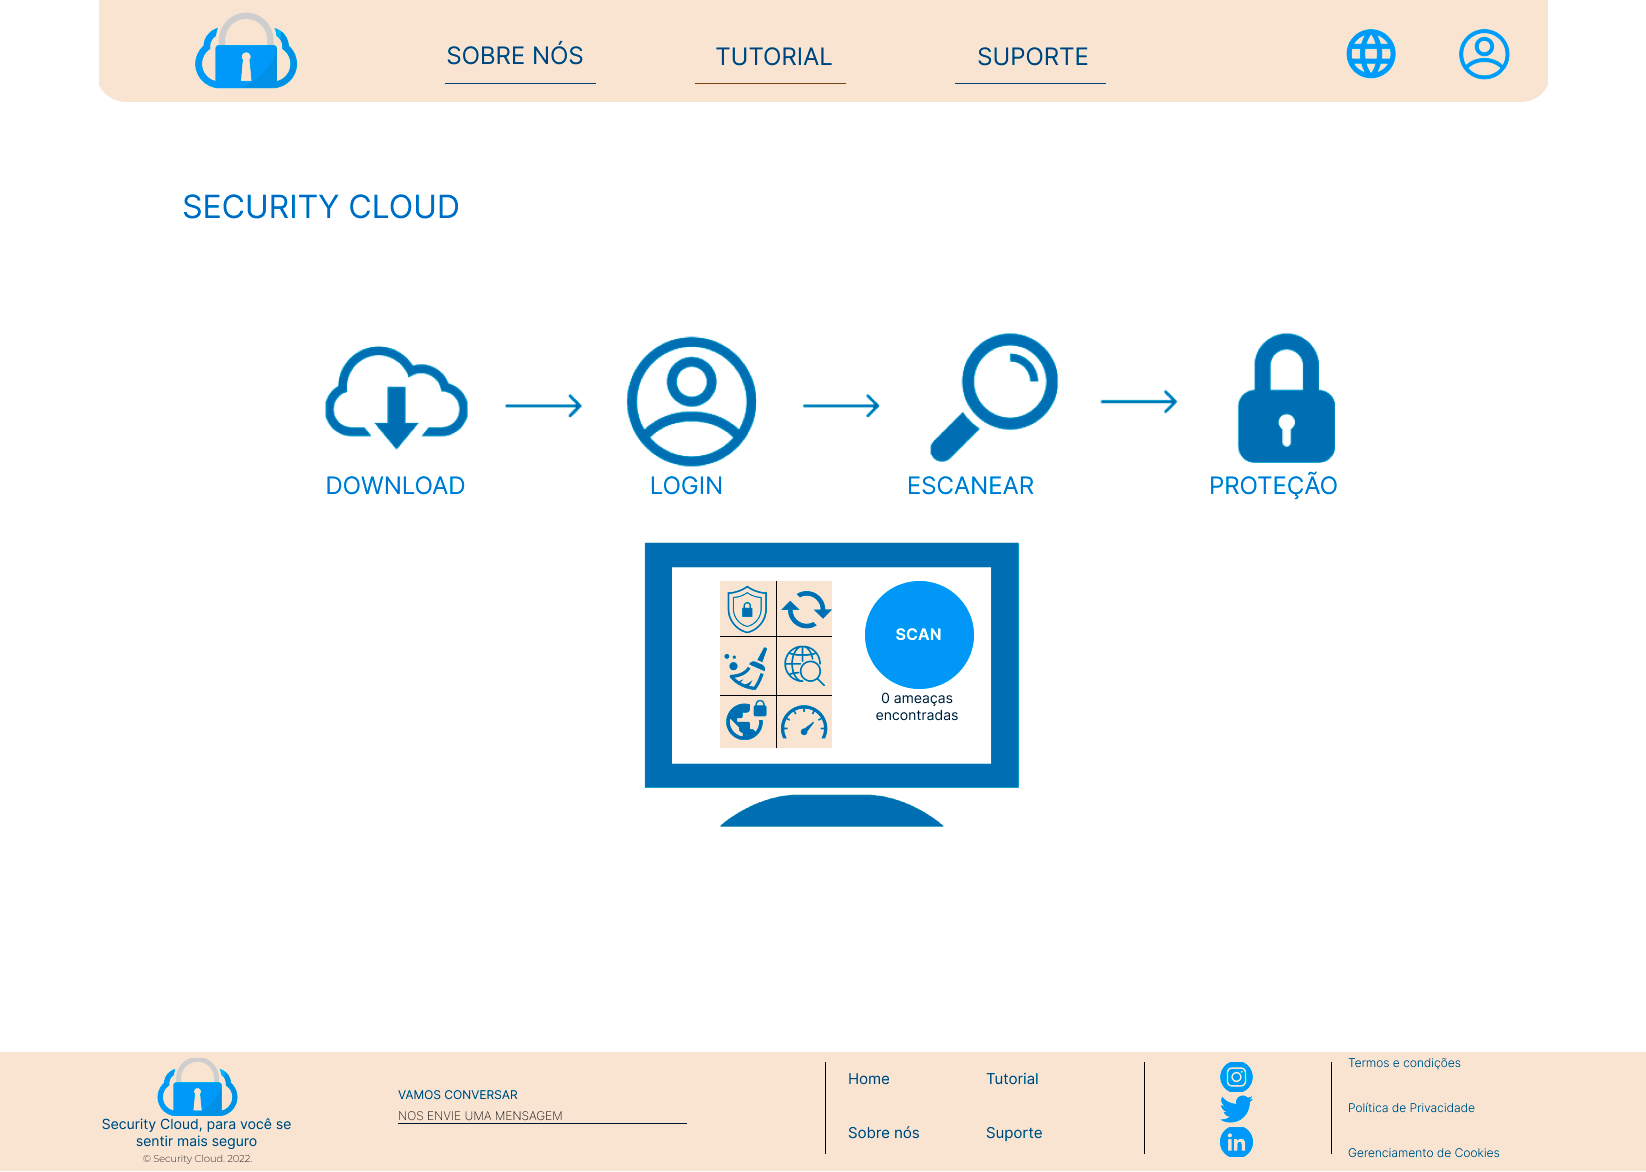 SOBRE NÓS
TUTORIAL
SUPORTE
SECURITY CLOUD
DOWNLOAD
LOGIN
ESCANEAR
PROTEÇÃO
SCAN
0 ameaças
encontradas
Security Cloud, para você se
sentir mais seguro
© Security Cloud. 2022.
VAMOS CONVERSAR
NOS ENVIE UMA MENSAGEM
Home
Tutorial
Sobre nós
Suporte
in
Termos e condições
Política de Privacidade
Gerenciamento de Cookies